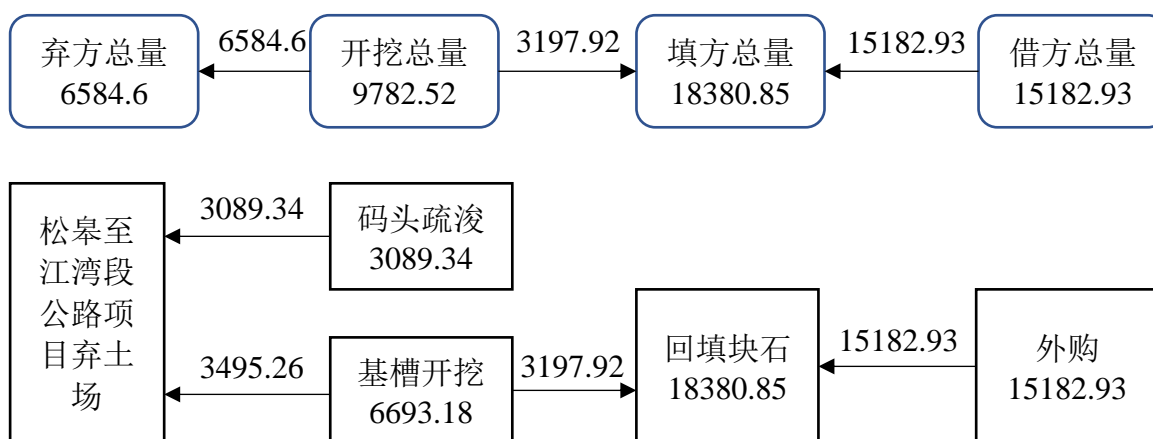 弃方总量
6584.6
6584.6
开挖总量
9782.52
3197.92
填方总量
18380.85
15182.93
借方总量
15182.93
松皋至
江湾段
公路项
目弃土
场
3089.34
码头疏浚
3089.34
3495.26
基槽开挖
6693.18
3197.92
回填块石
18380.85
15182.93
外购
15182.93